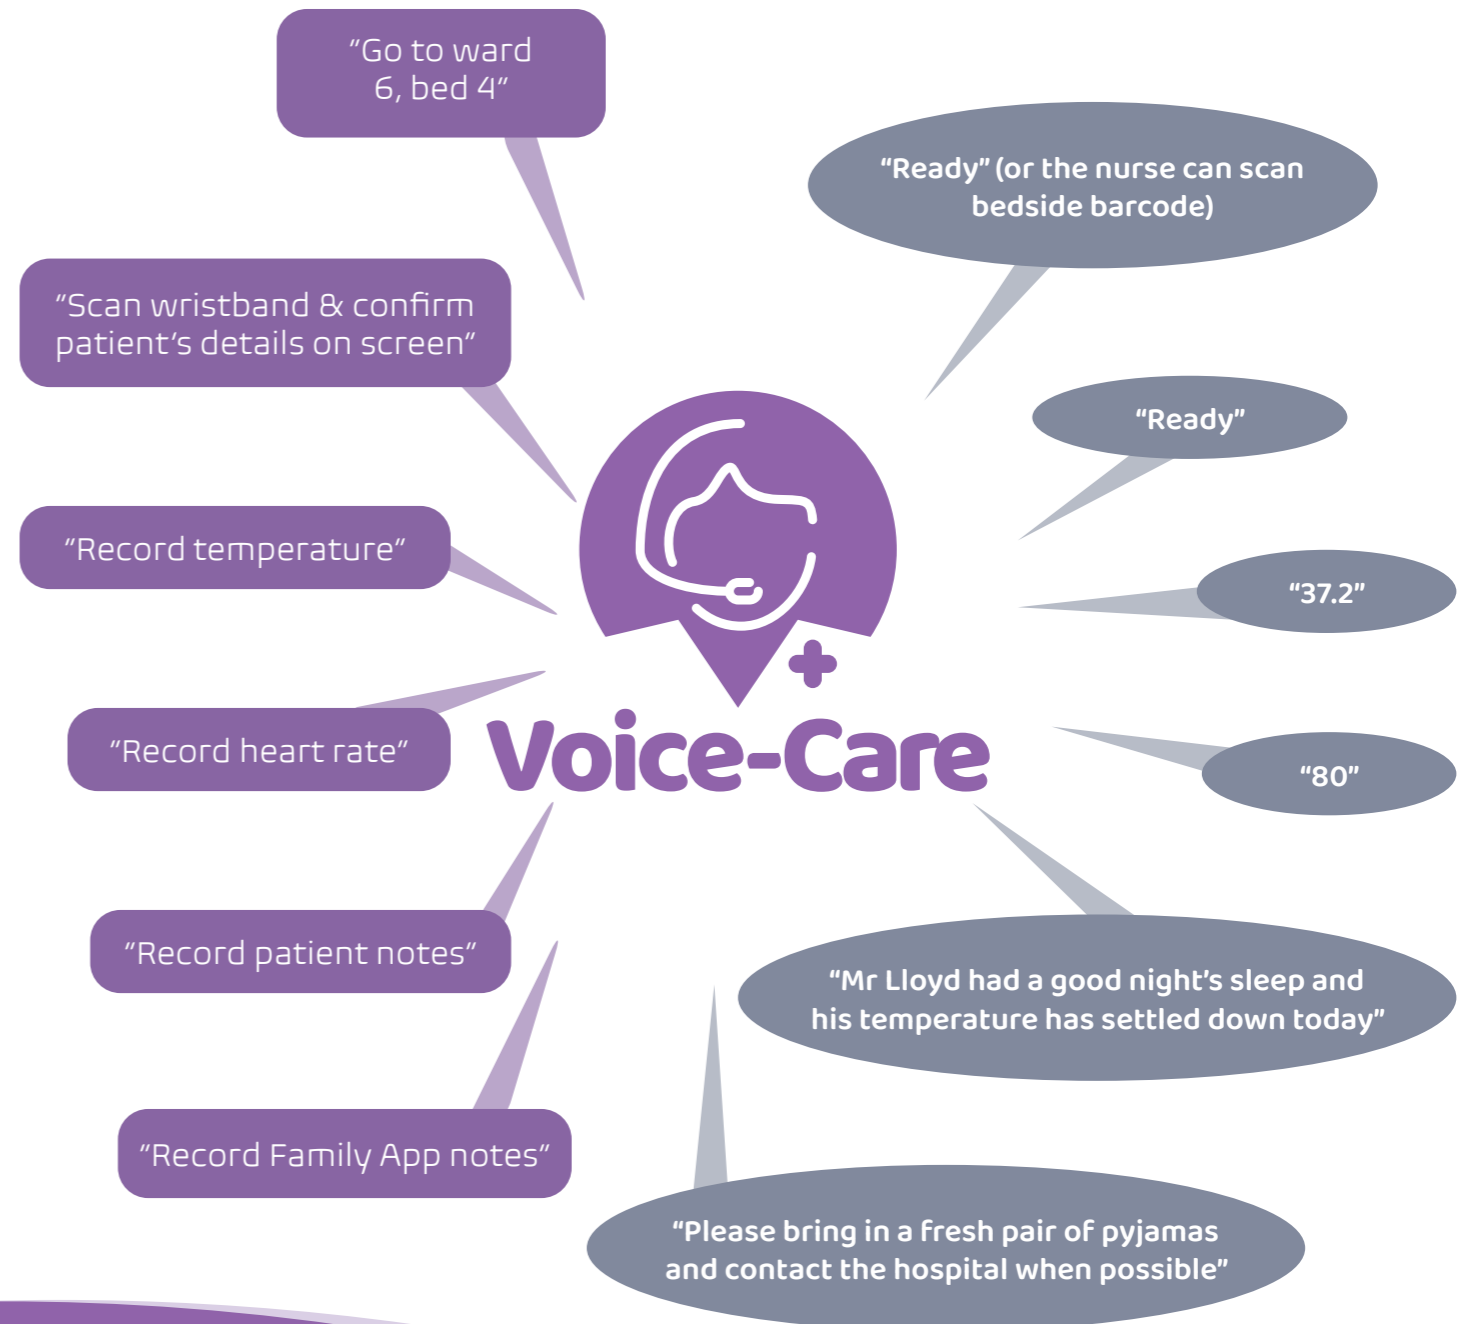 “Go to ward
6, bed 4”
“Ready” (or the nurse can scan
bedside barcode)
“Scan wristband & confirm
patient’s details on screen”
“Ready”
“Record temperature”
“37.2”
“Record heart rate”
“80”
Voice-Care
“Record patient notes”
“Mr Lloyd had a good night’s sleep and
his temperature has settled down today”
“Record Family App notes”
“Please bring in a fresh pair of pyjamas
and contact the hospital when possible”